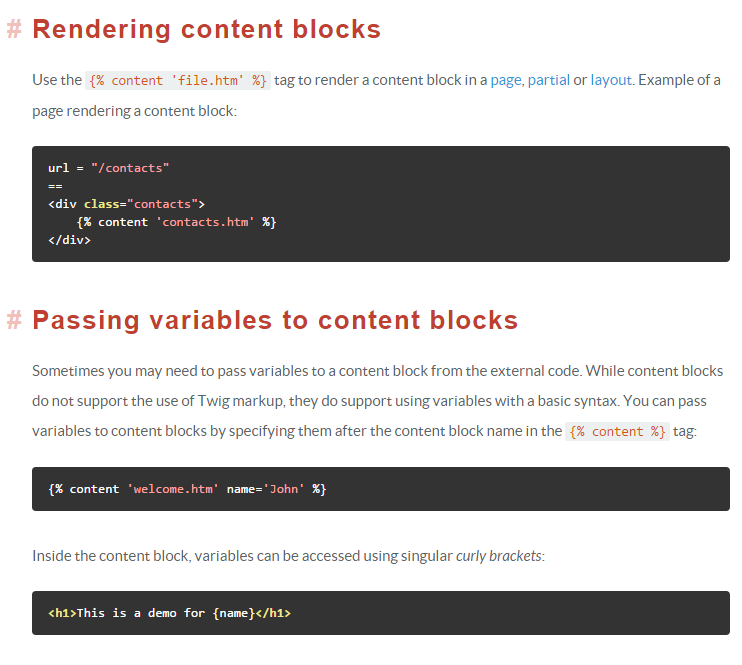 # Rendering content blocks
Use the {% content 'file.htm' %} tag to render a content block in a page, partial or layout. Example of a
page rendering a content block:
url = "/contacts"
==
<div class="contacts">
    {% content 'contacts.htm' %}
</div>
# Passing variables to content blocks
Sometimes you may need to pass variables to a content block from the external code. While content blocks
do not support the use of Twig markup, they do support using variables with a basic syntax. You can pass
variables to content blocks by specifying them after the content block name in the {% content %} tag:
{% content 'welcome.htm' name='John' %}
Inside the content block, variables can be accessed using singular curly brackets:
<h1>This is a demo for {name}</h1>